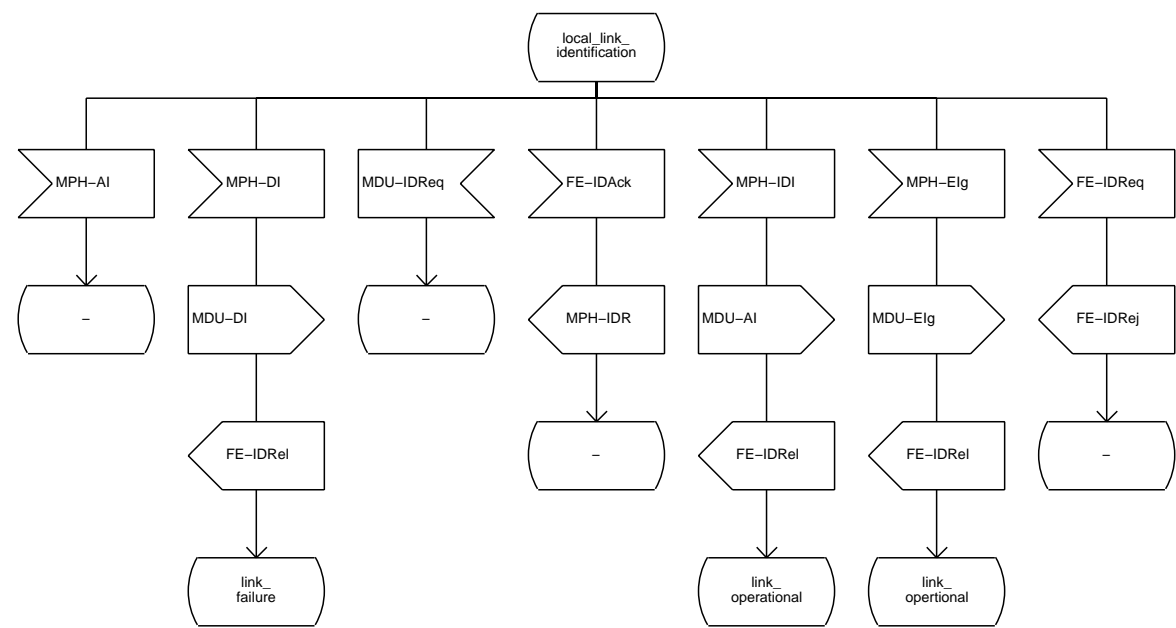 local_link_
identification
MPH–AI
MPH–DI
MDU–IDReq
FE–IDAck
MPH–IDI
MPH–EIg
FE–IDReq
–
MDU–DI
–
MPH–IDR
MDU–AI
MDU–EIg
FE–IDRej
FE–IDRel
–
FE–IDRel
FE–IDRel
–
link_
failure
link_
operational
link_
opertional